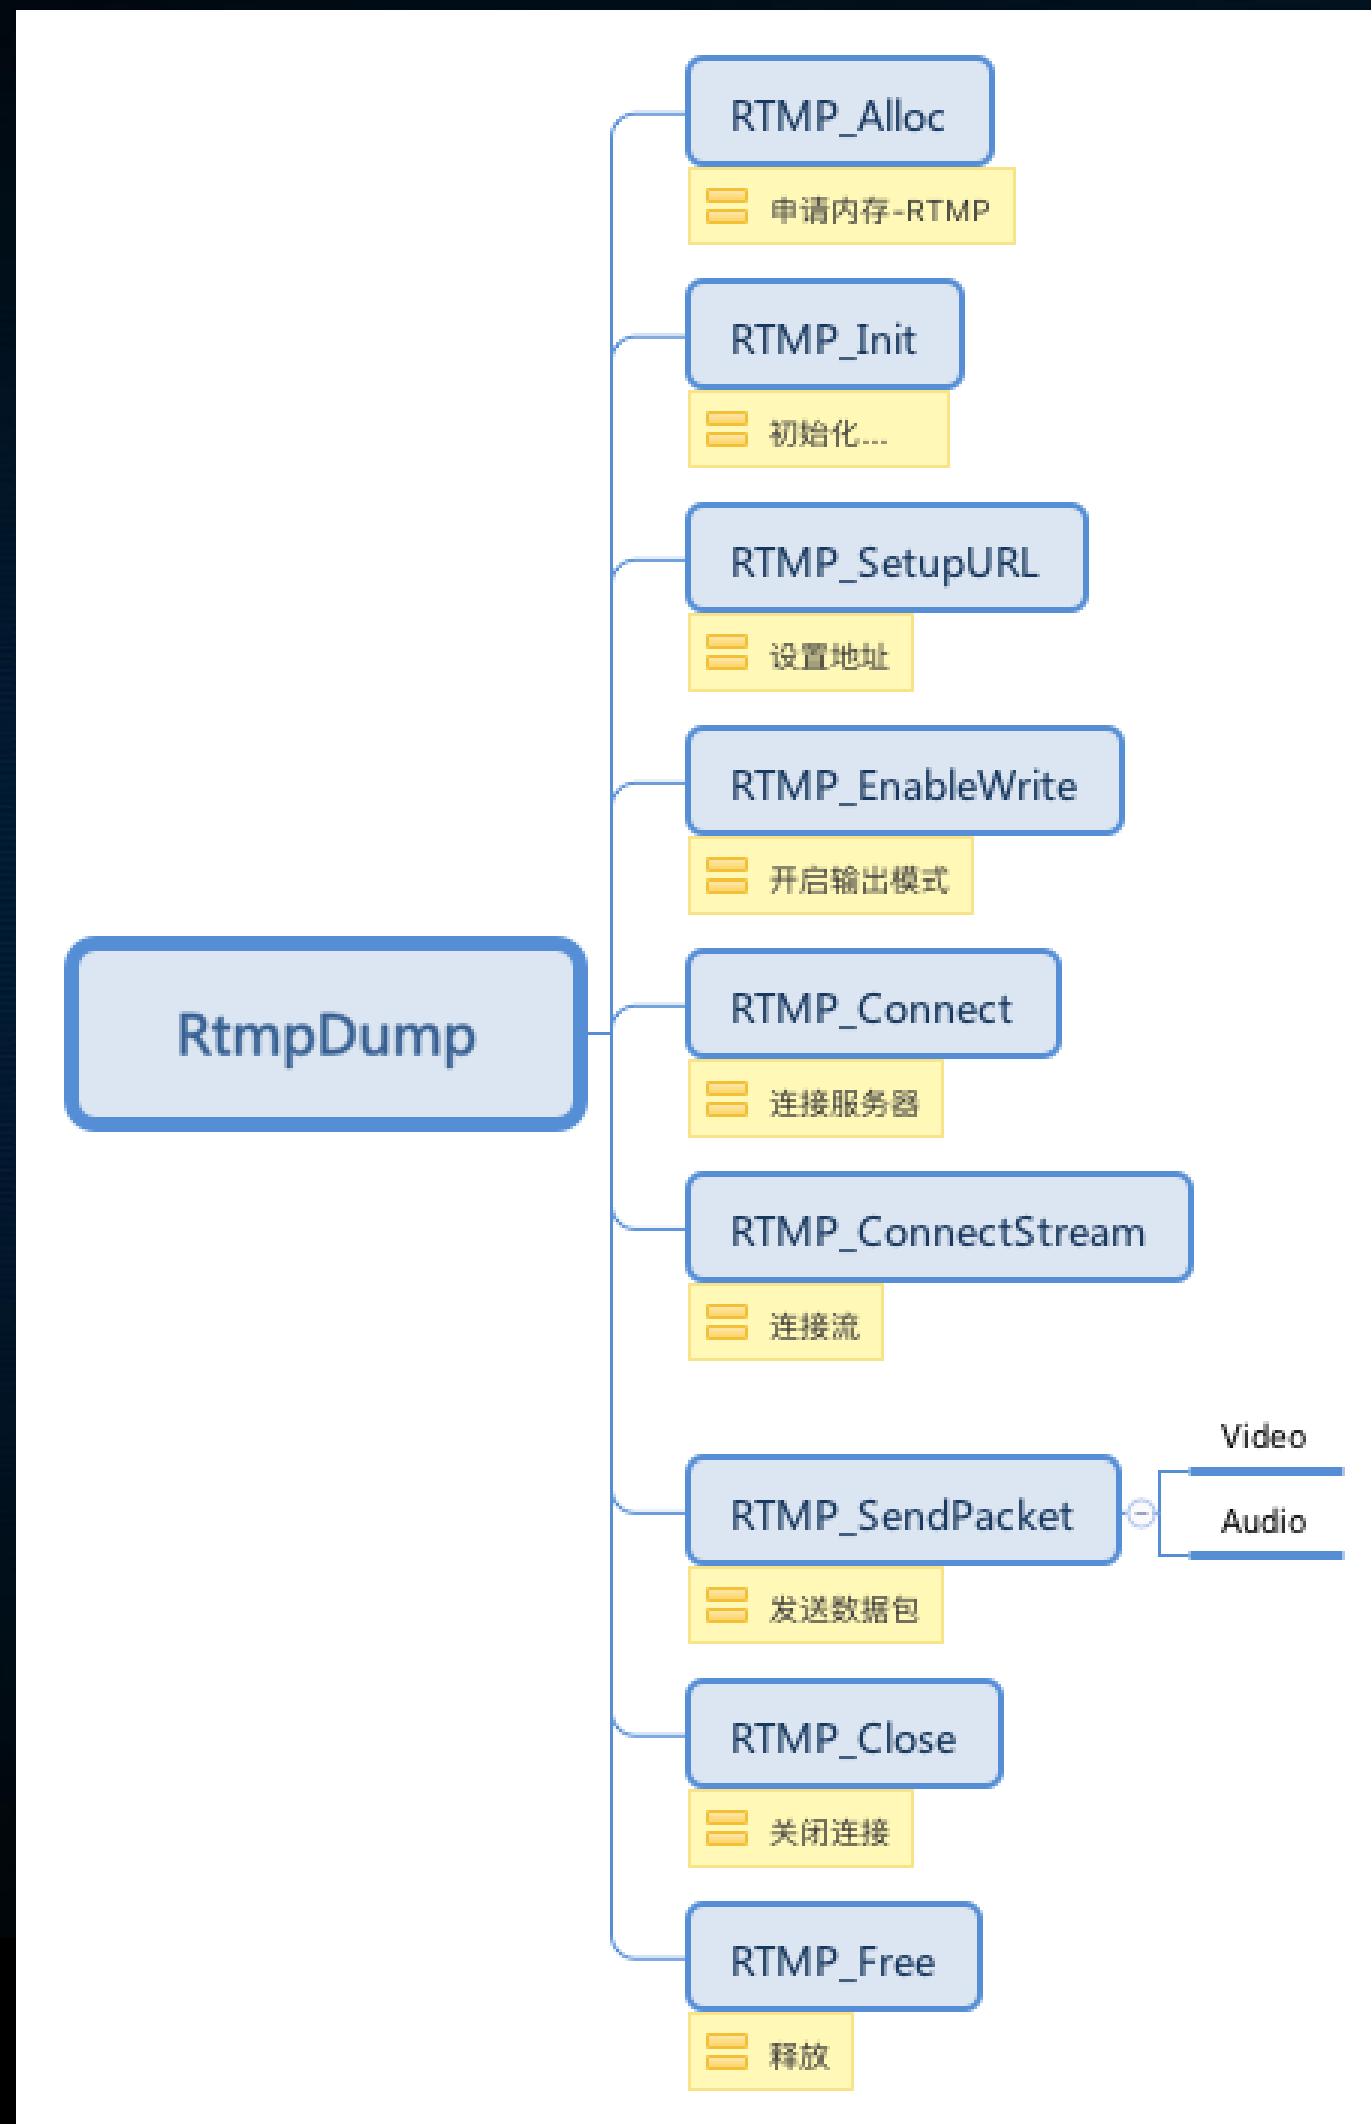 RtmpDump
RTMP_Alloc
申请内存-RTMP
RTMP_Init
初始化...
RTMP_SetupURL
设置地址
RTMP_EnableWrite
开启输出模式
RTMP_Connect
连接服务器
RTMP_ConnectStream
连接流
RTMP_SendPacket
发送数据包
Video
Audio
RTMP_Close
关闭连接
RTMP_Free
释放